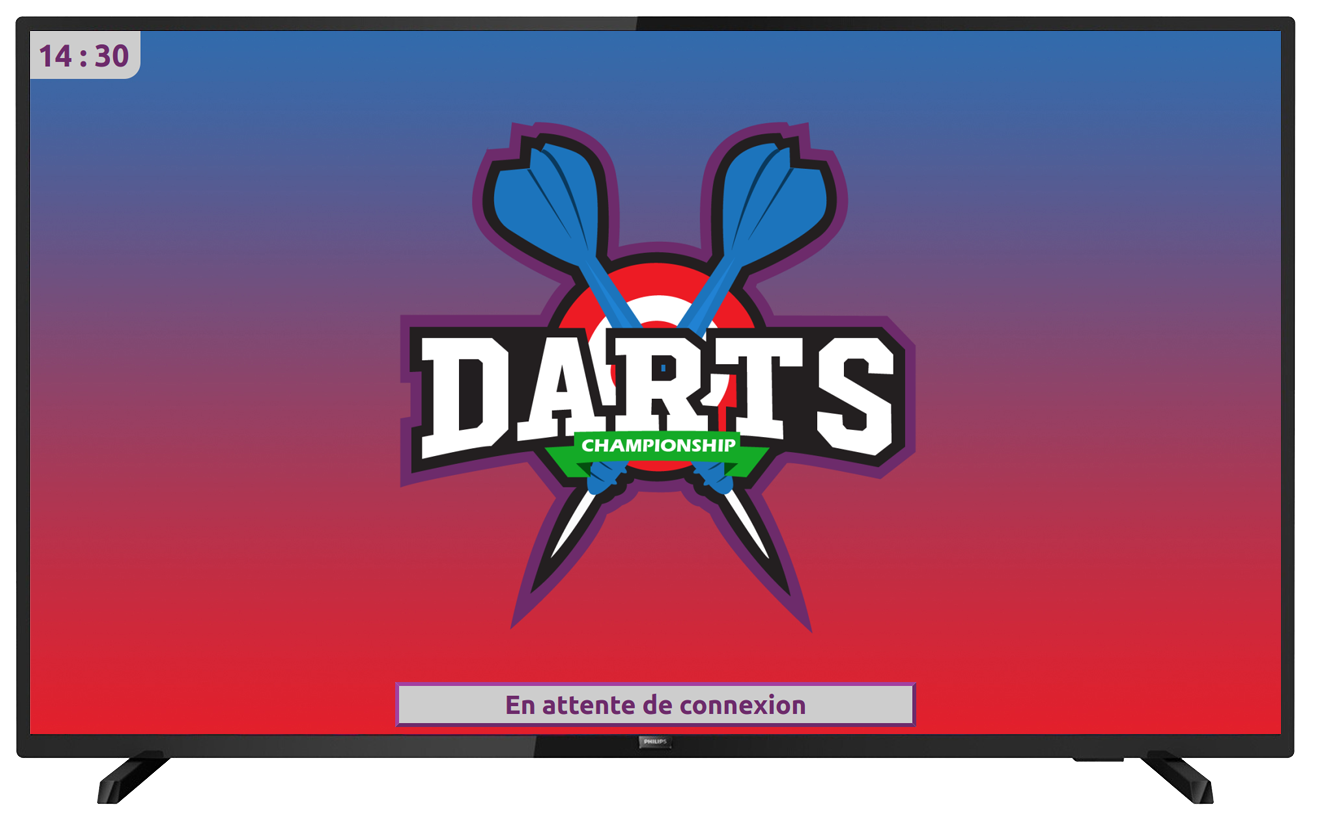 14 : 30
DARTS
CHAMPIONSHIP
En attente de connexion
PHILIPS